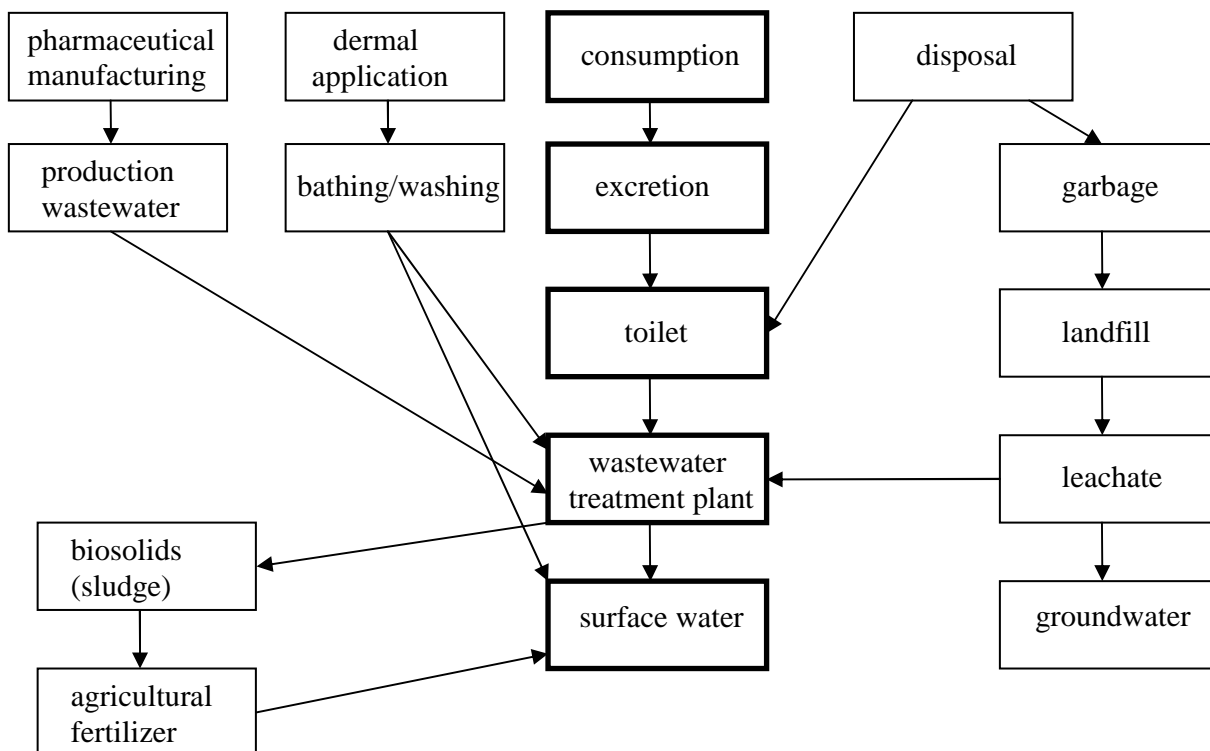 pharmaceutical
manufacturing
dermal
application
consumption
disposal
production
wastewater
bathing/washing
excretion
garbage
toilet
landfill
wastewater
treatment plant
leachate
biosolids
(sludge)
surface water
groundwater
agricultural
fertilizer